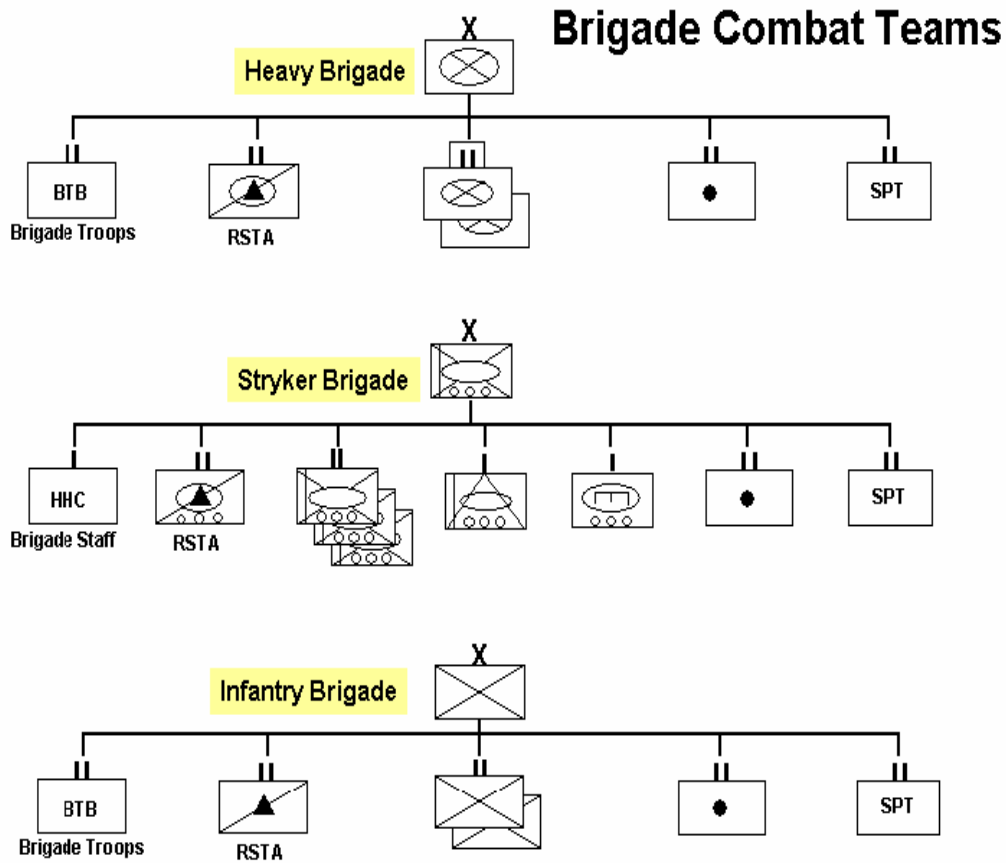 Brigade Combat Teams
X
Heavy Brigade
II II II II II
BTB SPT
Brigade Troops RSTA
X
Stryker Brigade
I II II I I II II
HHC SPT
Brigade Staff RSTA
X
Infantry Brigade
II II II II II
BTB SPT
Brigade Troops RSTA